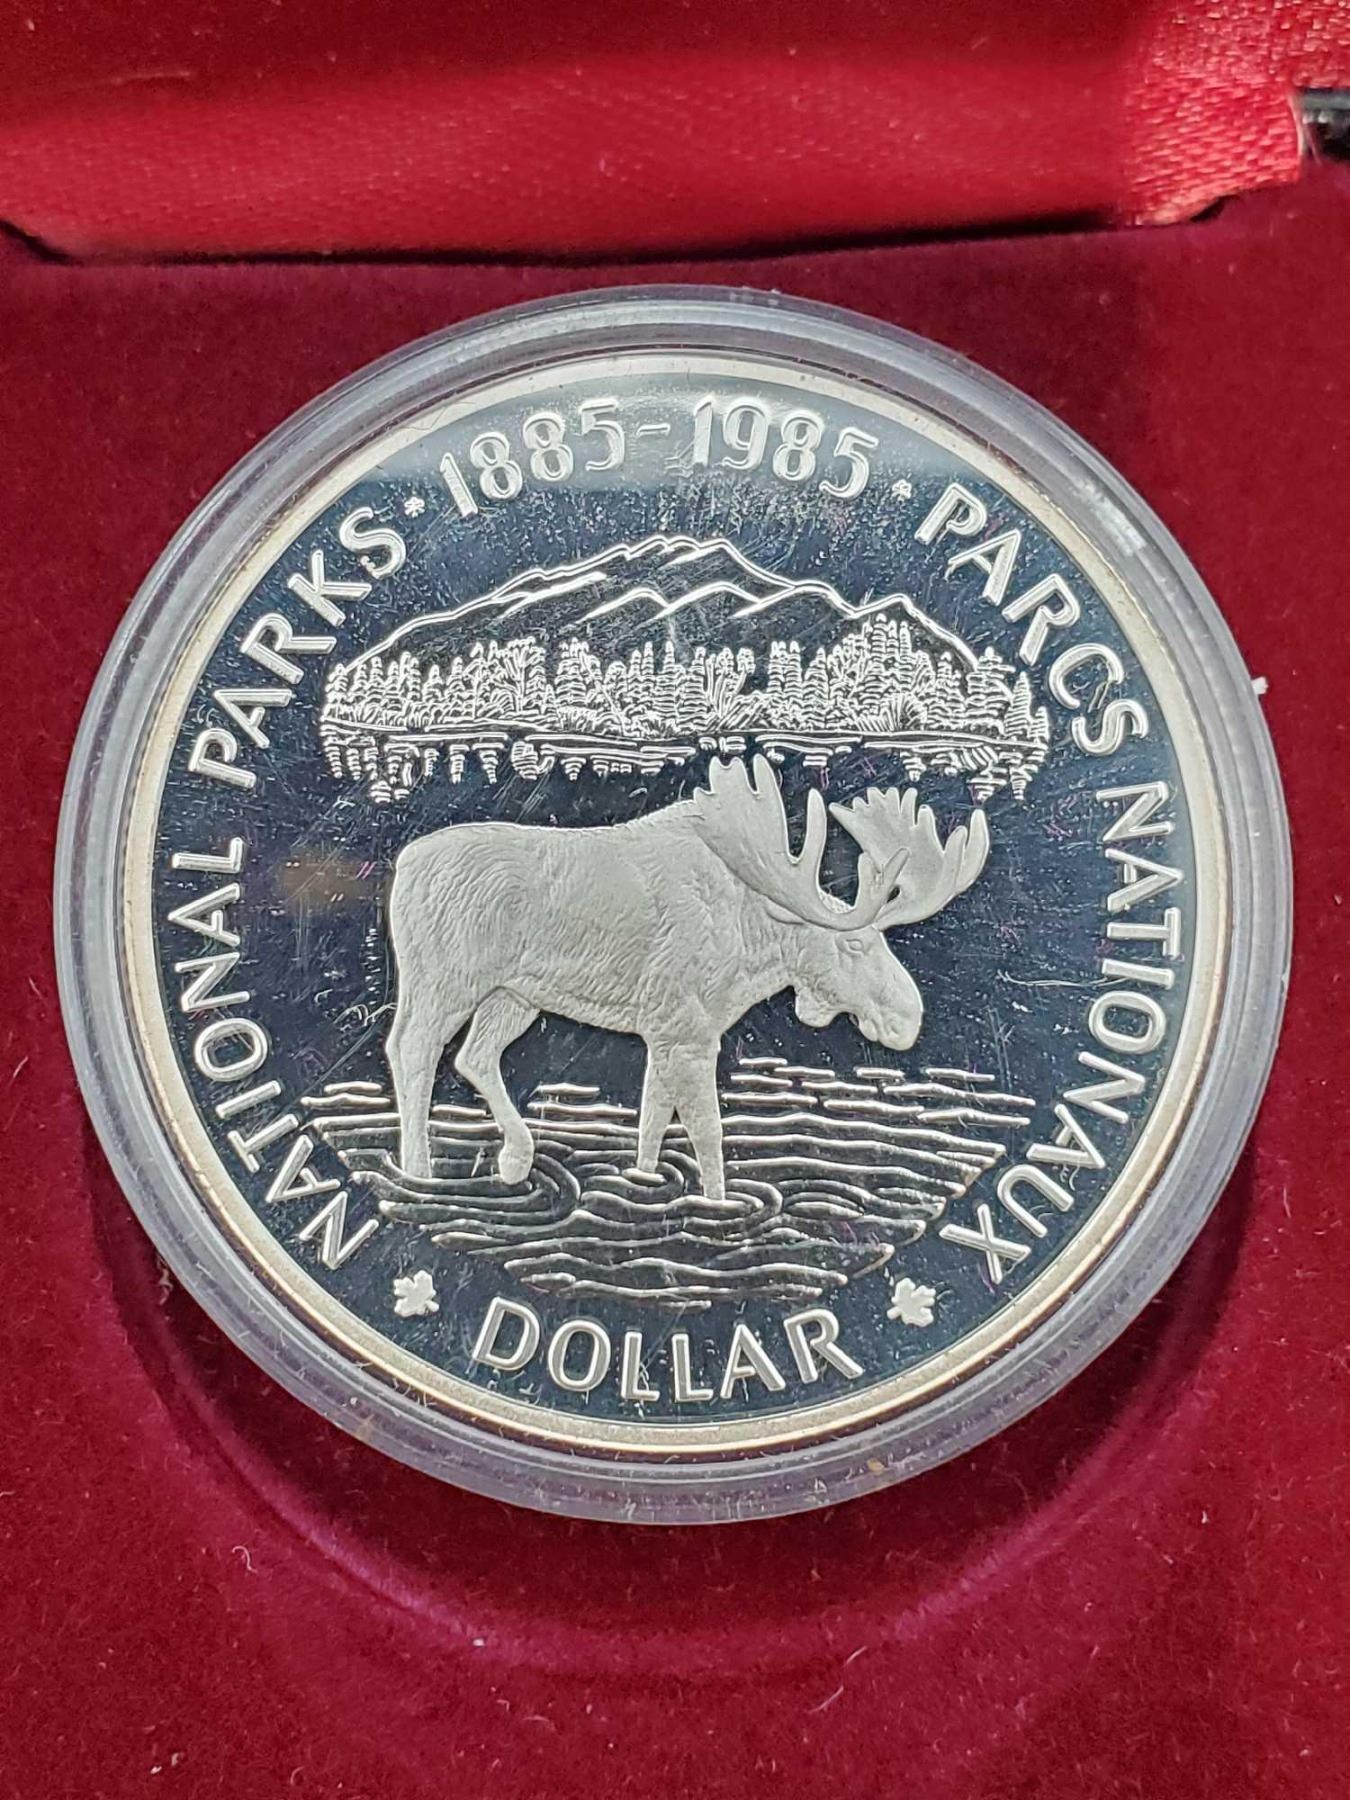 NATIONAL PARKS · 1885-1985 · PARCS NATIONAUX
DOLLAR